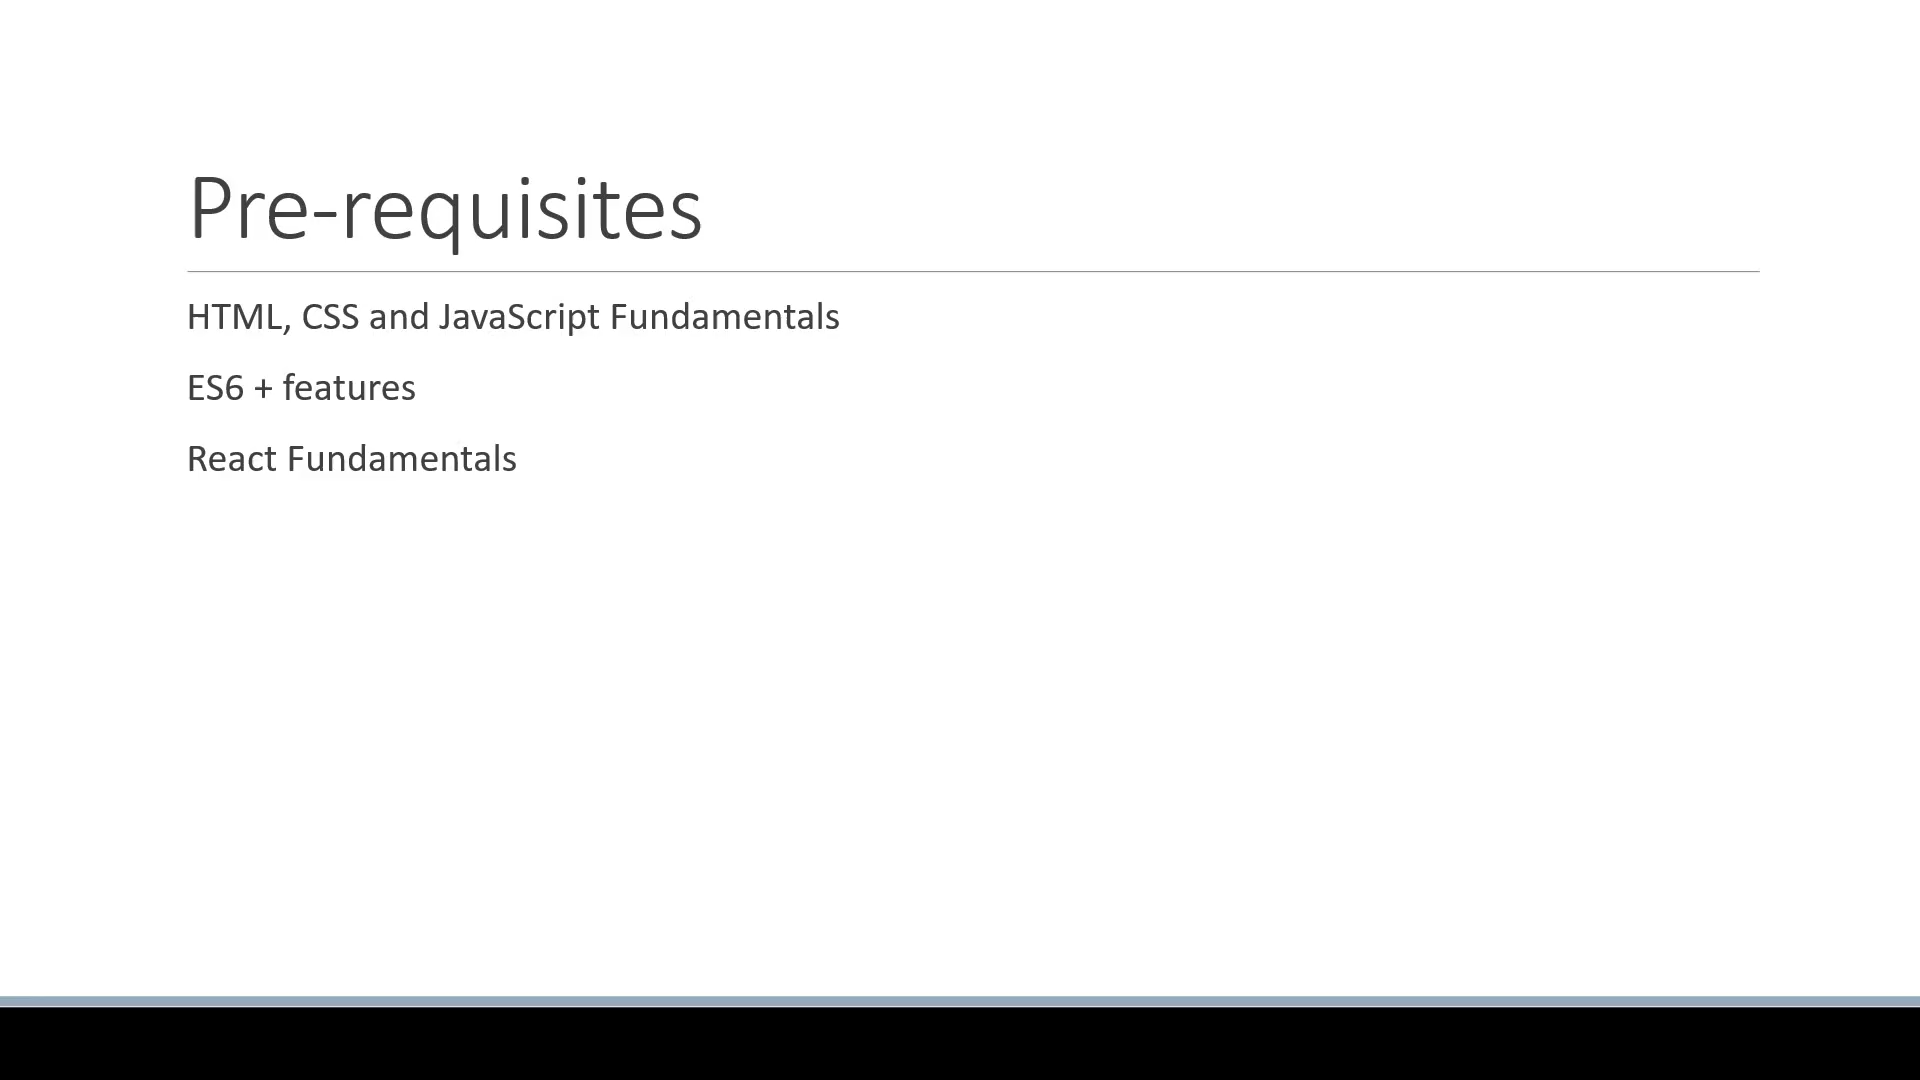 Pre-requisites
HTML, CSS and JavaScript Fundamentals
ES6 + features
React Fundamentals